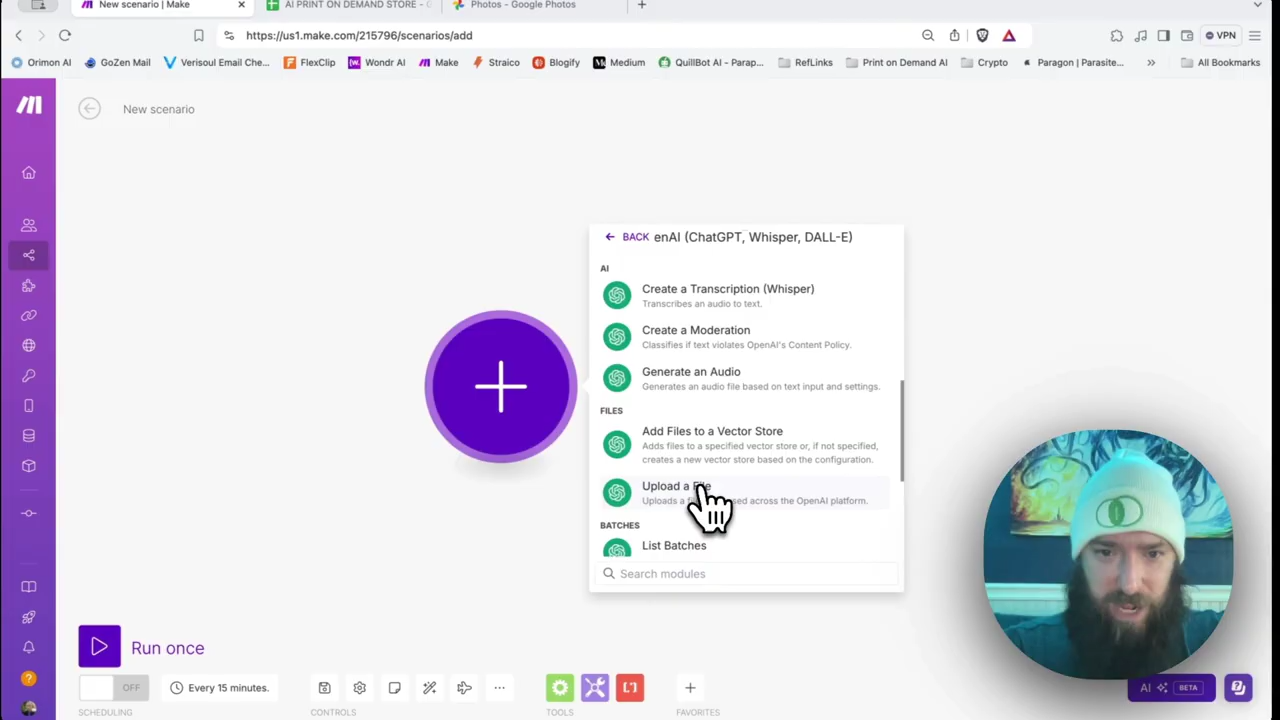 New scenario | Make
AI PRINT ON DEMAND STORE - C
Photos - Google Photos
https://us1.make.com/215796/scenarios/add
VPN
Orimon AI
GoZen Mail
Verisoul Email Che...
FlexClip
Wondr AI
Make
Straico
Blogify
Medium
QuillBot AI - Parap...
RefLinks
Print on Demand AI
Crypto
Paragon | Parasite...
All Bookmarks
New scenario
BACK enAI (ChatGPT, Whisper, DALL-E)
AI
Create a Transcription (Whisper)
Transcribes an audio to text.
Create a Moderation
Classifies if text violates OpenAI's Content Policy.
Generate an Audio
Generates an audio file based on text input and settings.
FILES
Add Files to a Vector Store
Adds files to a specified vector store or, if not specified,
creates a new vector store based on the configuration.
Upload a File
Uploads a used across the OpenAI platform.
BATCHES
List Batches
Search modules
Run once
OFF
Every 15 minutes.
AI BETA
SCHEDULING
CONTROLS
TOOLS
FAVORITES